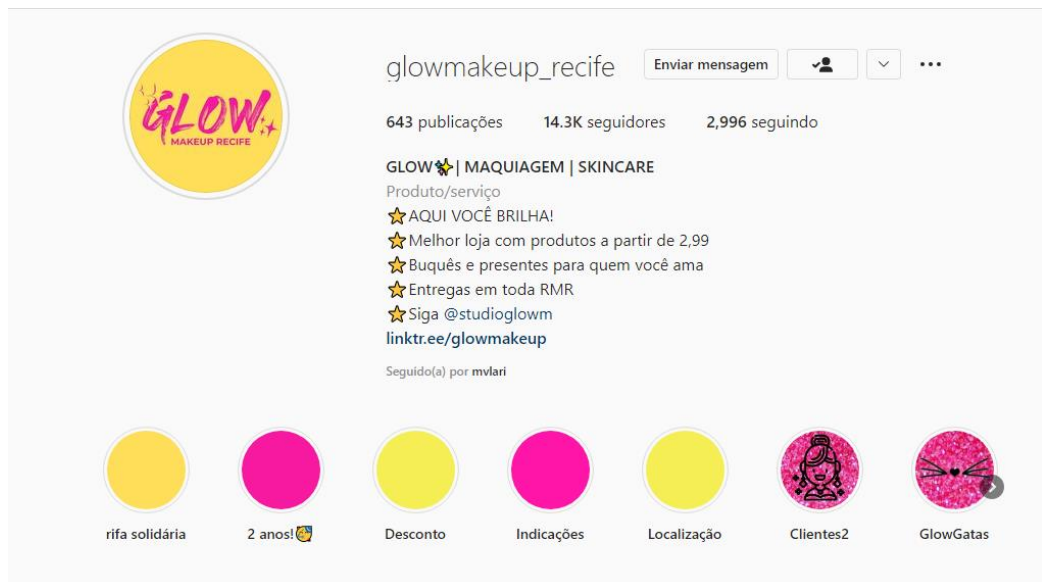 GLOW
MAKEUP RECIFE
glowmakeup_recife
Enviar mensagem
643 publicações 14.3K seguidores 2,996 seguindo
GLOW✨| MAQUIAGEM | SKINCARE
Produto/serviço
⭐AQUI VOCÊ BRILHA!
⭐Melhor loja com produtos a partir de 2,99
⭐Buquês e presentes para quem você ama
⭐Entregas em toda RMR
⭐Siga @studioglowm
linktr.ee/glowmakeup
Seguido(a) por mvlari
rifa solidária 2 anos!🥳 Desconto Indicações Localização Clientes2 GlowGatas